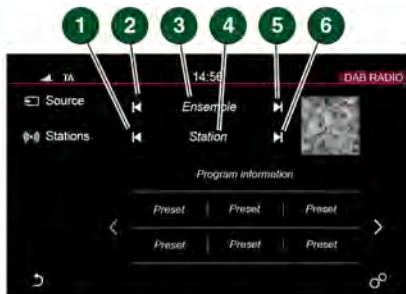 1 2 3 4 5 6
TA 14:56 DAB RADIO
Source Ensemble
Stations Station
Program information
Preset Preset Preset
Preset Preset Preset